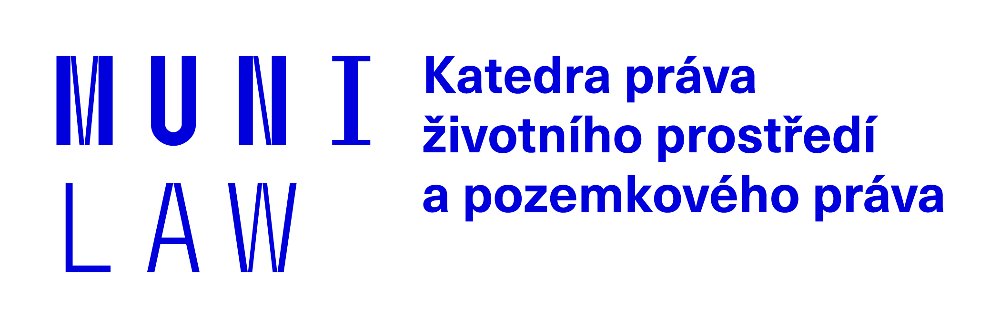 MUNI
LAW
Katedra práva
životního prostředí
a pozemkového práva